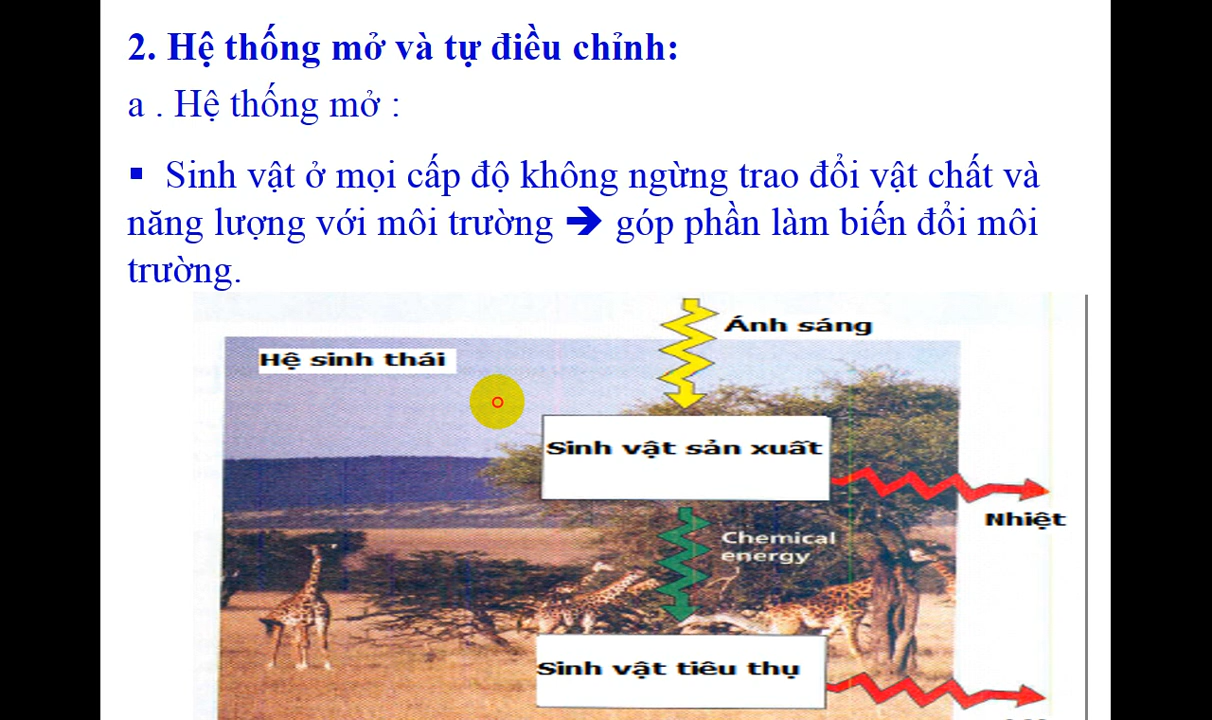 2. Hệ thống mở và tự điều chỉnh:
a . Hệ thống mở :
▪ Sinh vật ở mọi cấp độ không ngừng trao đổi vật chất và
năng lượng với môi trường ➔ góp phần làm biến đổi môi
trường.
Ánh sáng
Hệ sinh thái
Sinh vật sản xuất
Nhiệt
Chemical
energy
Sinh vật tiêu thụ